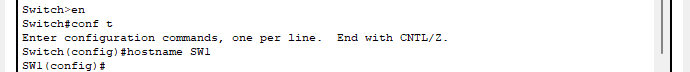 Switch>en
Switch#conf t
Enter configuration commands, one per line.  End with CNTL/Z.
Switch(config)#hostname SW1
SW1(config)#